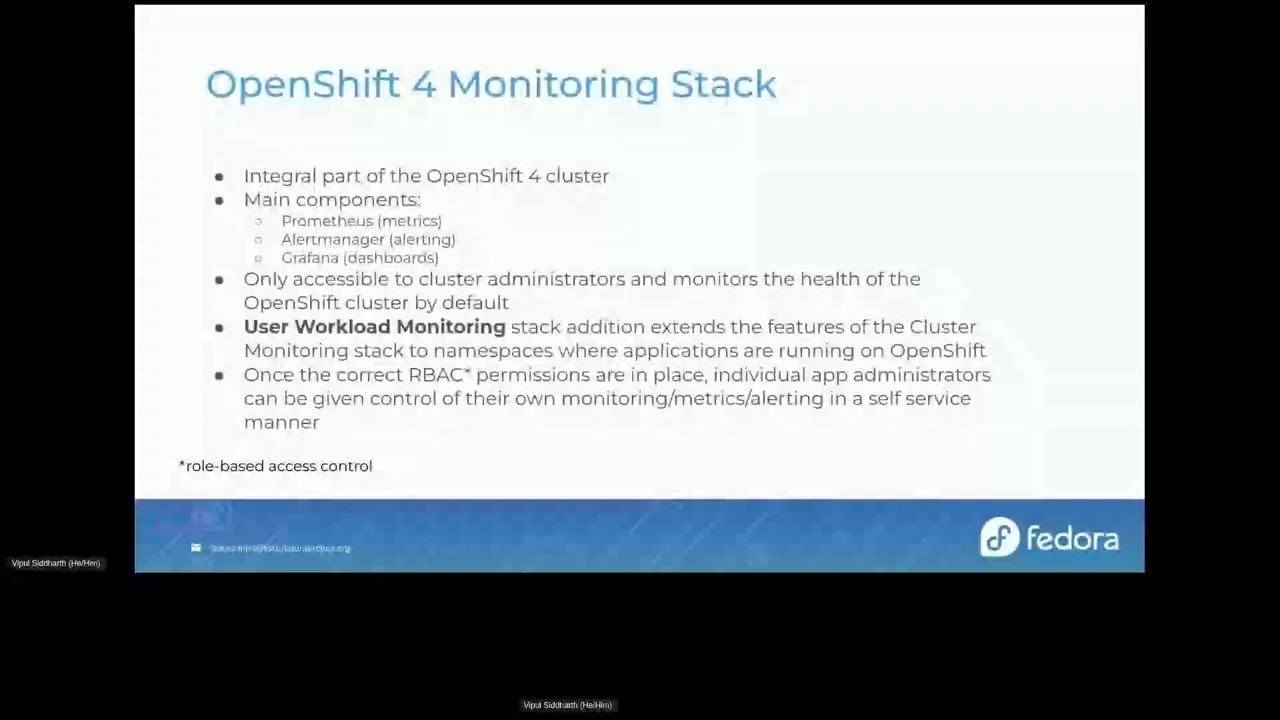 OpenShift 4 Monitoring Stack
● Integral part of the OpenShift 4 cluster
● Main components:
○ Prometheus (metrics)
○ Alertmanager (alerting)
○ Grafana (dashboards)
● Only accessible to cluster administrators and monitors the health of the
OpenShift cluster by default
● User Workload Monitoring stack addition extends the features of the Cluster
Monitoring stack to namespaces where applications are running on OpenShift
● Once the correct RBAC* permissions are in place, individual app administrators
can be given control of their own monitoring/metrics/alerting in a self service
manner
*role-based access control
fedora
Vipul Siddharth (He/Him)
Vipul Siddharth (He/Him)